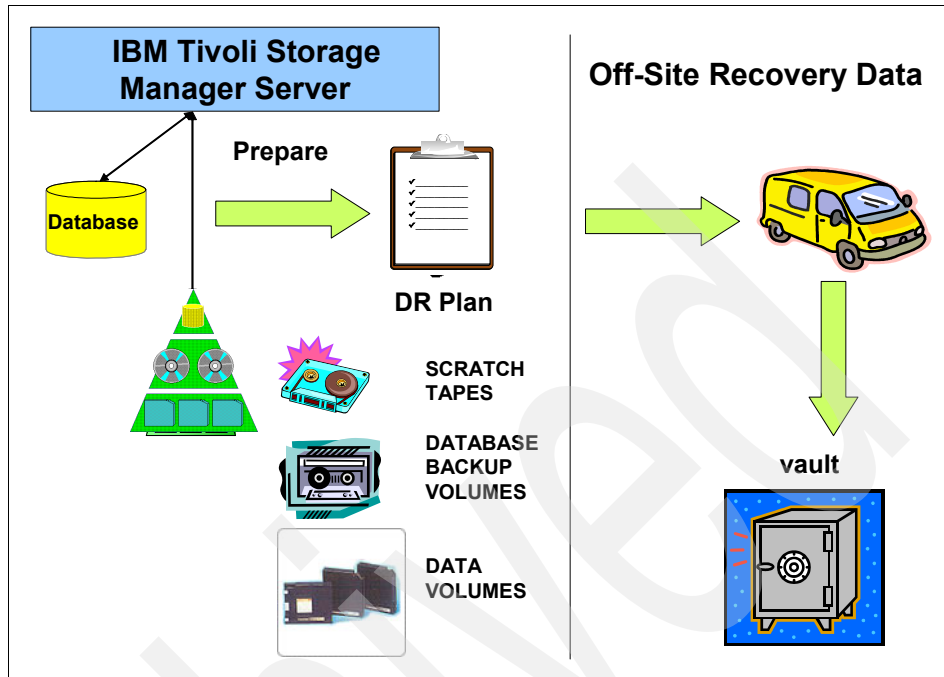 IBM Tivoli Storage
Manager Server
Off-Site Recovery Data
Prepare
Database
DR Plan
SCRATCH
TAPES
DATABASE
BACKUP
VOLUMES
DATA
VOLUMES
vault